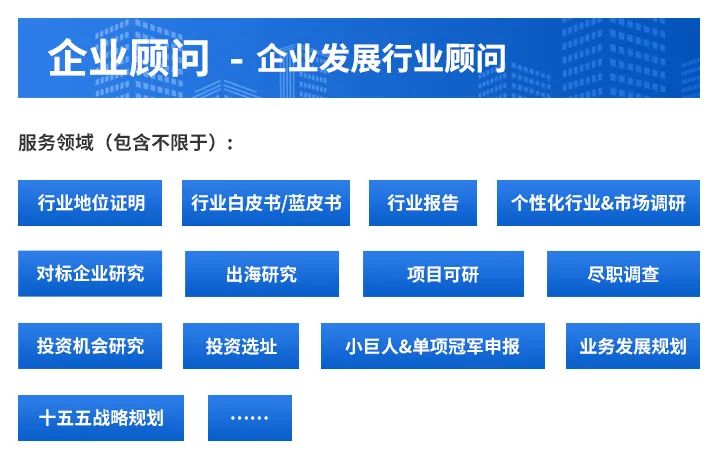 企业顾问 - 企业发展行业顾问
服务领域（包含不限于）：
行业地位证明 行业白皮书/蓝皮书 行业报告 个性化行业&市场调研
对标企业研究 出海研究 项目可研 尽职调查
投资机会研究 投资选址 小巨人&单项冠军申报 业务发展规划
十五五战略规划 ……